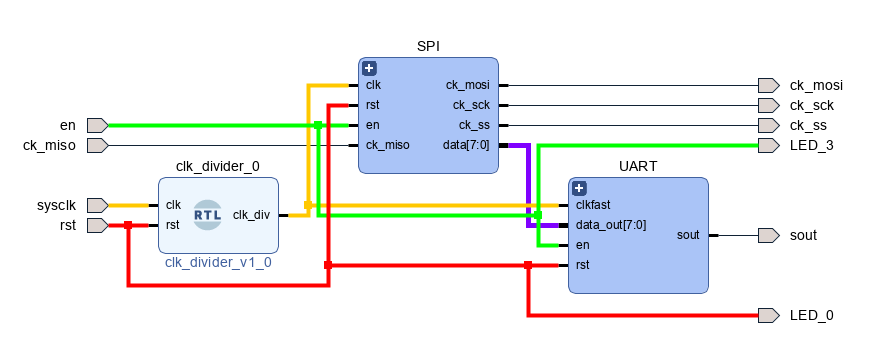 SPI
clk
rst
en
ck_miso
ck_mosi
ck_sck
ck_ss
data[7:0]
en
ck_miso
sysclk
rst
clk_divider_0
clk
rst
RTL
clk_div
clk_divider_v1_0
UART
clkfast
data_out[7:0]
en
rst
sout
ck_mosi
ck_sck
ck_ss
LED_3
sout
LED_0